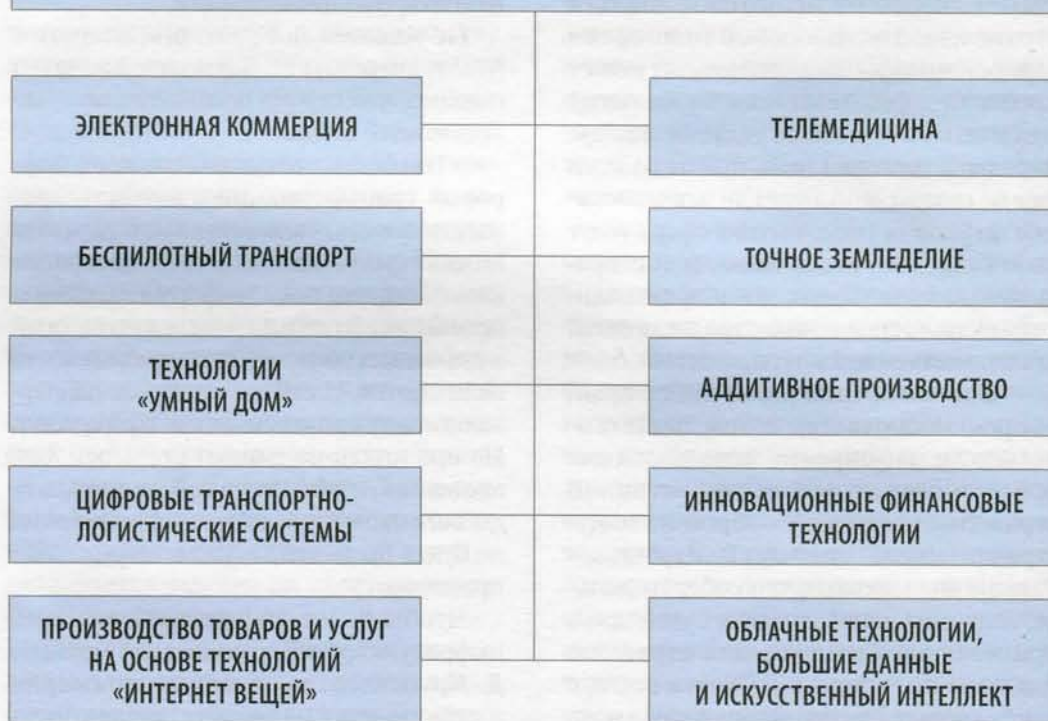 ЭЛЕКТРОННАЯ КОММЕРЦИЯ
ТЕЛЕМЕДИЦИНА
БЕСПИЛОТНЫЙ ТРАНСПОРТ
ТОЧНОЕ ЗЕМЛЕДЕЛИЕ
ТЕХНОЛОГИИ
«УМНЫЙ ДОМ»
АДДИТИВНОЕ ПРОИЗВОДСТВО
ЦИФРОВЫЕ ТРАНСПОРТНО-
ЛОГИСТИЧЕСКИЕ СИСТЕМЫ
ИННОВАЦИОННЫЕ ФИНАНСОВЫЕ
ТЕХНОЛОГИИ
ПРОИЗВОДСТВО ТОВАРОВ И УСЛУГ
НА ОСНОВЕ ТЕХНОЛОГИЙ
«ИНТЕРНЕТ ВЕЩЕЙ»
ОБЛАЧНЫЕ ТЕХНОЛОГИИ,
БОЛЬШИЕ ДАННЫЕ
И ИСКУССТВЕННЫЙ ИНТЕЛЛЕКТ